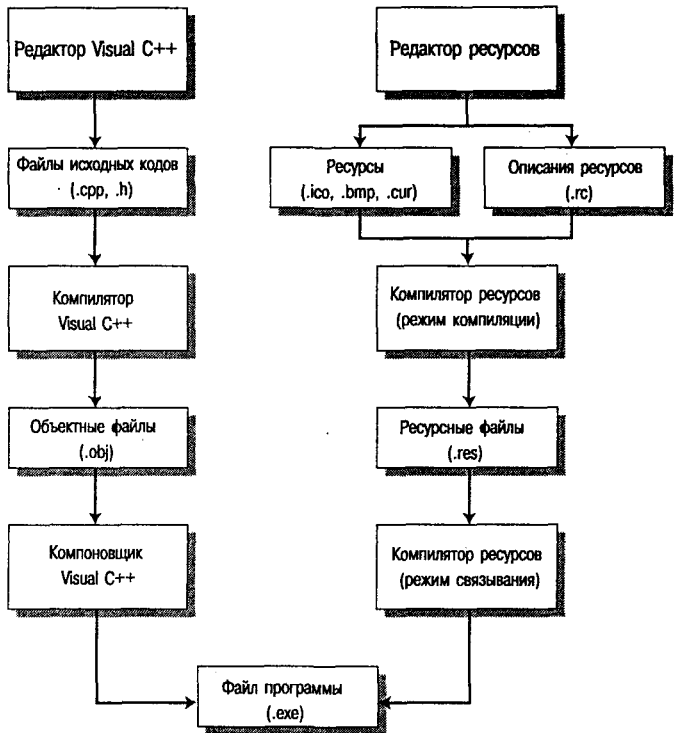 Редактор Visual C++
Редактор ресурсов
Файлы исходных кодов
(.cpp, .h)
Ресурсы
(.ico, .bmp, .cur)
Описания ресурсов
(.rc)
Компилятор
Visual C++
Компилятор ресурсов
(режим компиляции)
Объектные файлы
(.obj)
Ресурсные файлы
(.res)
Компоновщик
Visual C++
Компилятор ресурсов
(режим связывания)
Файл программы
(.exe)